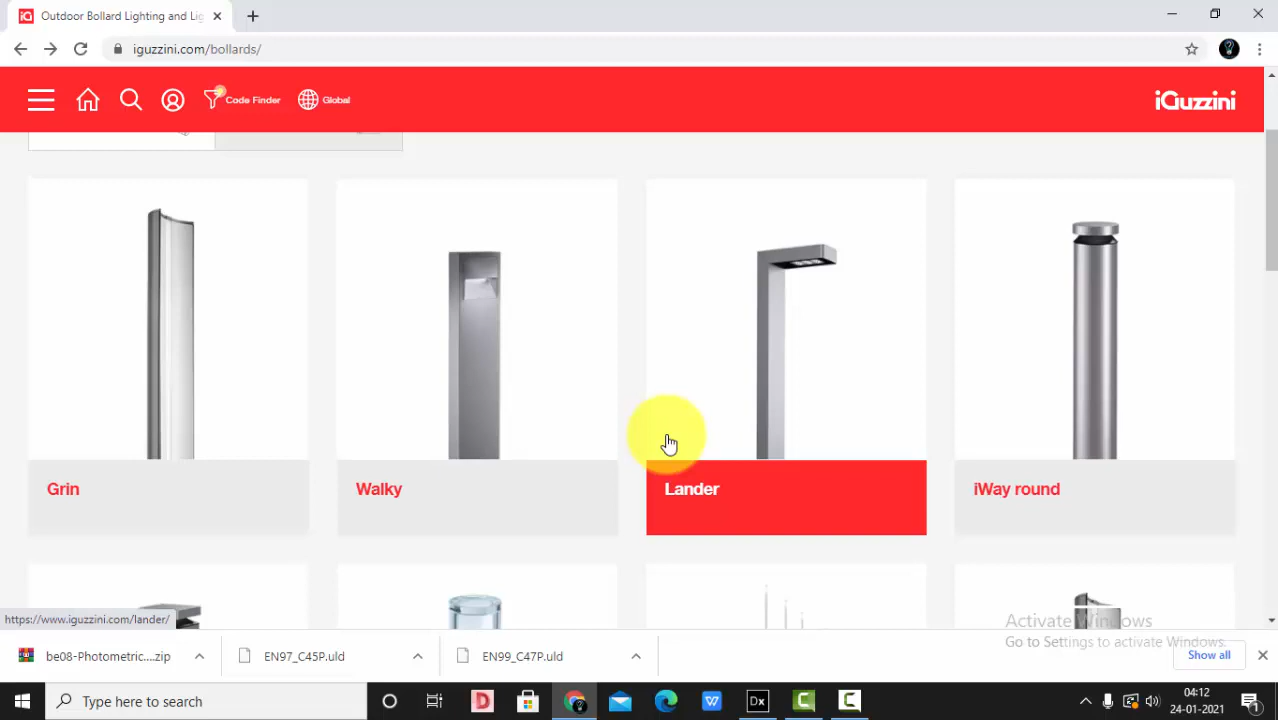 Outdoor Bollard Lighting and Lig
iguzzini.com/bollards/
Code Finder
Global
iGuzzini
Grin
Walky
Lander
iWay round
https://www.iguzzini.com/lander/
Activate Windows
Go to Settings to activate Windows.
be08-Photometric....zip
EN97_C45P.uld
EN99_C47P.uld
Show all
Type here to search
Dx
04:12
24-01-2021